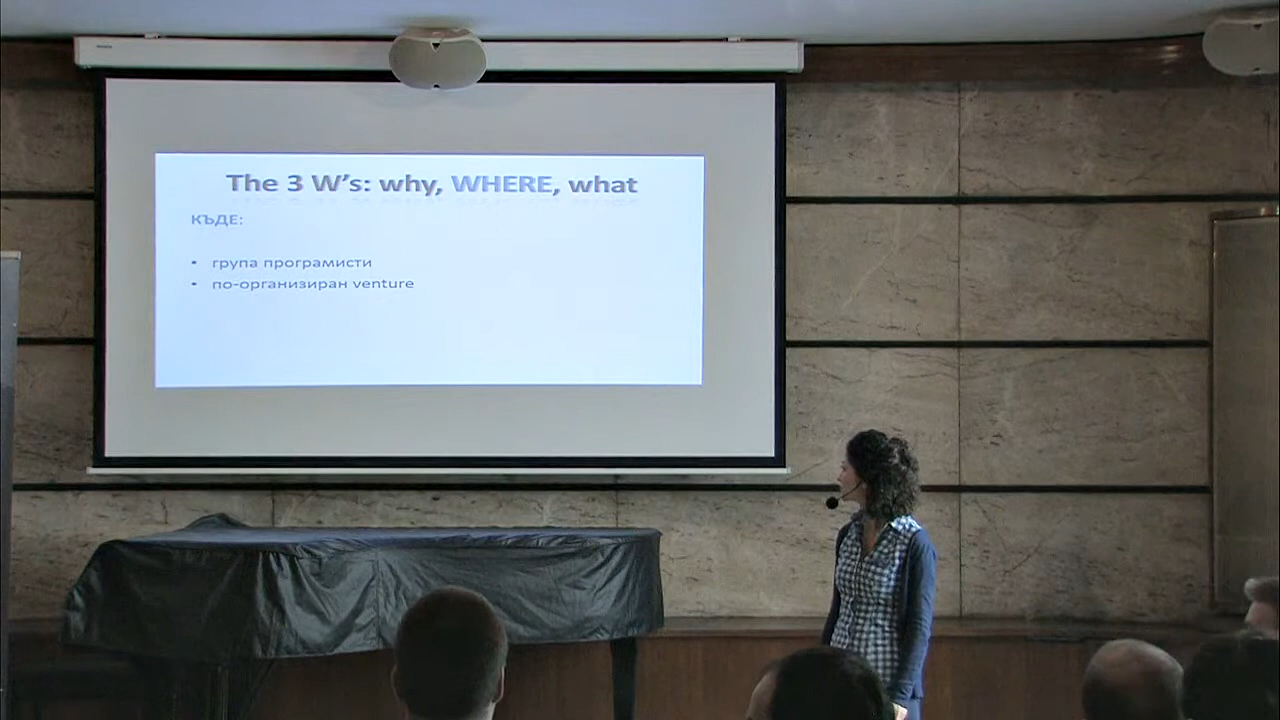 The 3 W's: why, WHERE, what
КЪДЕ:
• група програмисти
• по-организиран venture